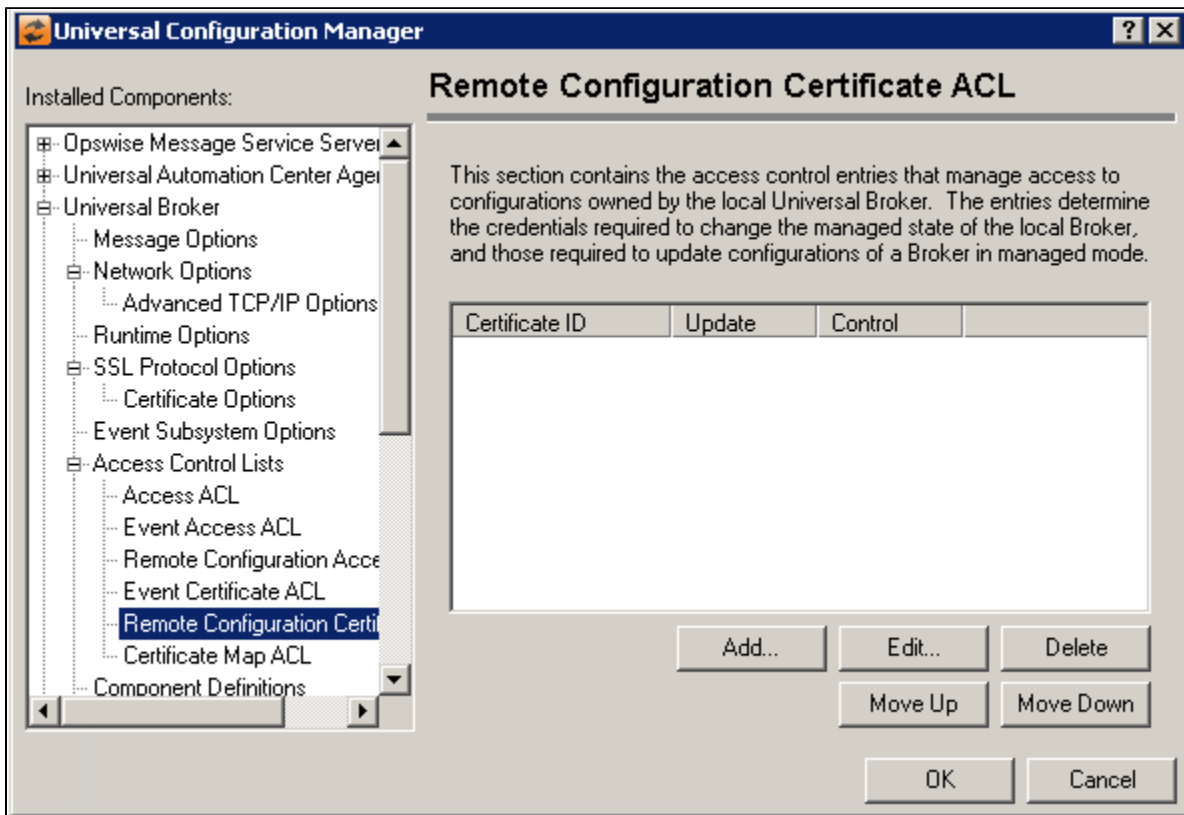 Universal Configuration Manager
Installed Components:
Opswise Message Service Server
Universal Automation Center Agen
Universal Broker
Message Options
Network Options
Advanced TCP/IP Options
Runtime Options
SSL Protocol Options
Certificate Options
Event Subsystem Options
Access Control Lists
Access ACL
Event Access ACL
Remote Configuration Acce
Event Certificate ACL
Remote Configuration Certif
Certificate Map ACL
Component Definitions
Remote Configuration Certificate ACL
This section contains the access control entries that manage access to
configurations owned by the local Universal Broker.  The entries determine
the credentials required to change the managed state of the local Broker,
and those required to update configurations of a Broker in managed mode.
Certificate ID Update Control
Add... Edit... Delete
Move Up Move Down
OK Cancel